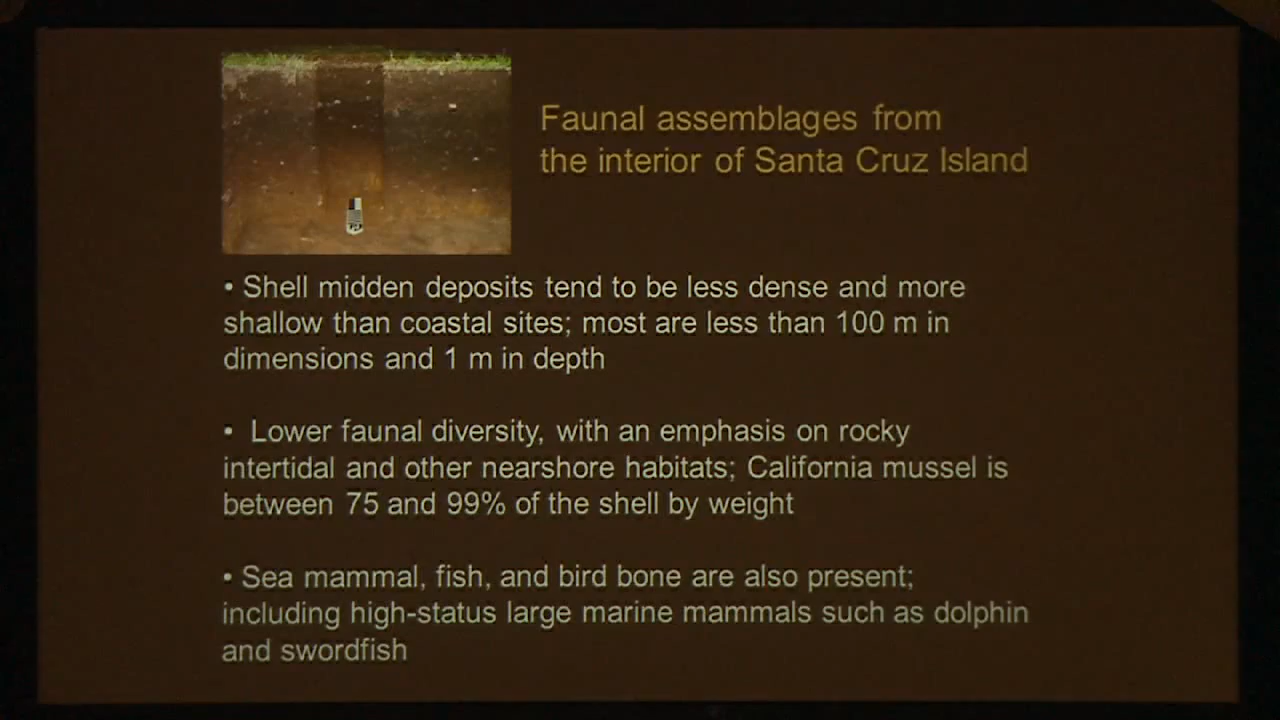 Faunal assemblages from
the interior of Santa Cruz Island
• Shell midden deposits tend to be less dense and more
shallow than coastal sites; most are less than 100 m in
dimensions and 1 m in depth
• Lower faunal diversity, with an emphasis on rocky
intertidal and other nearshore habitats; California mussel is
between 75 and 99% of the shell by weight
• Sea mammal, fish, and bird bone are also present;
including high-status large marine mammals such as dolphin
and swordfish